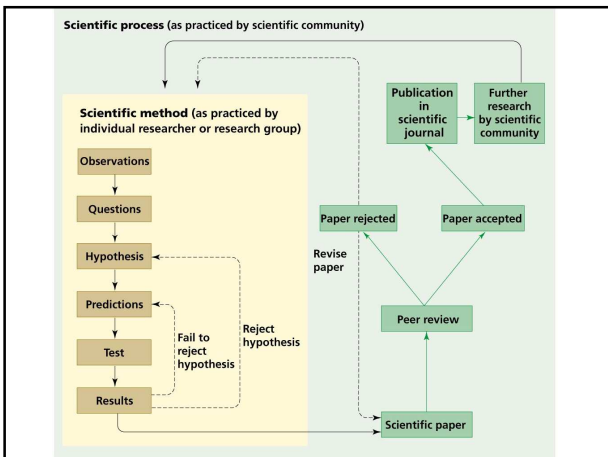 Scientific process (as practiced by scientific community)
Scientific method (as practiced by
individual researcher or research group)
Observations
Questions
Hypothesis
Predictions
Test
Results
Fail to
reject
hypothesis
Reject
hypothesis
Revise
paper
Publication
in
scientific
journal
Further
research
by scientific
community
Paper rejected
Paper accepted
Peer review
Scientific paper